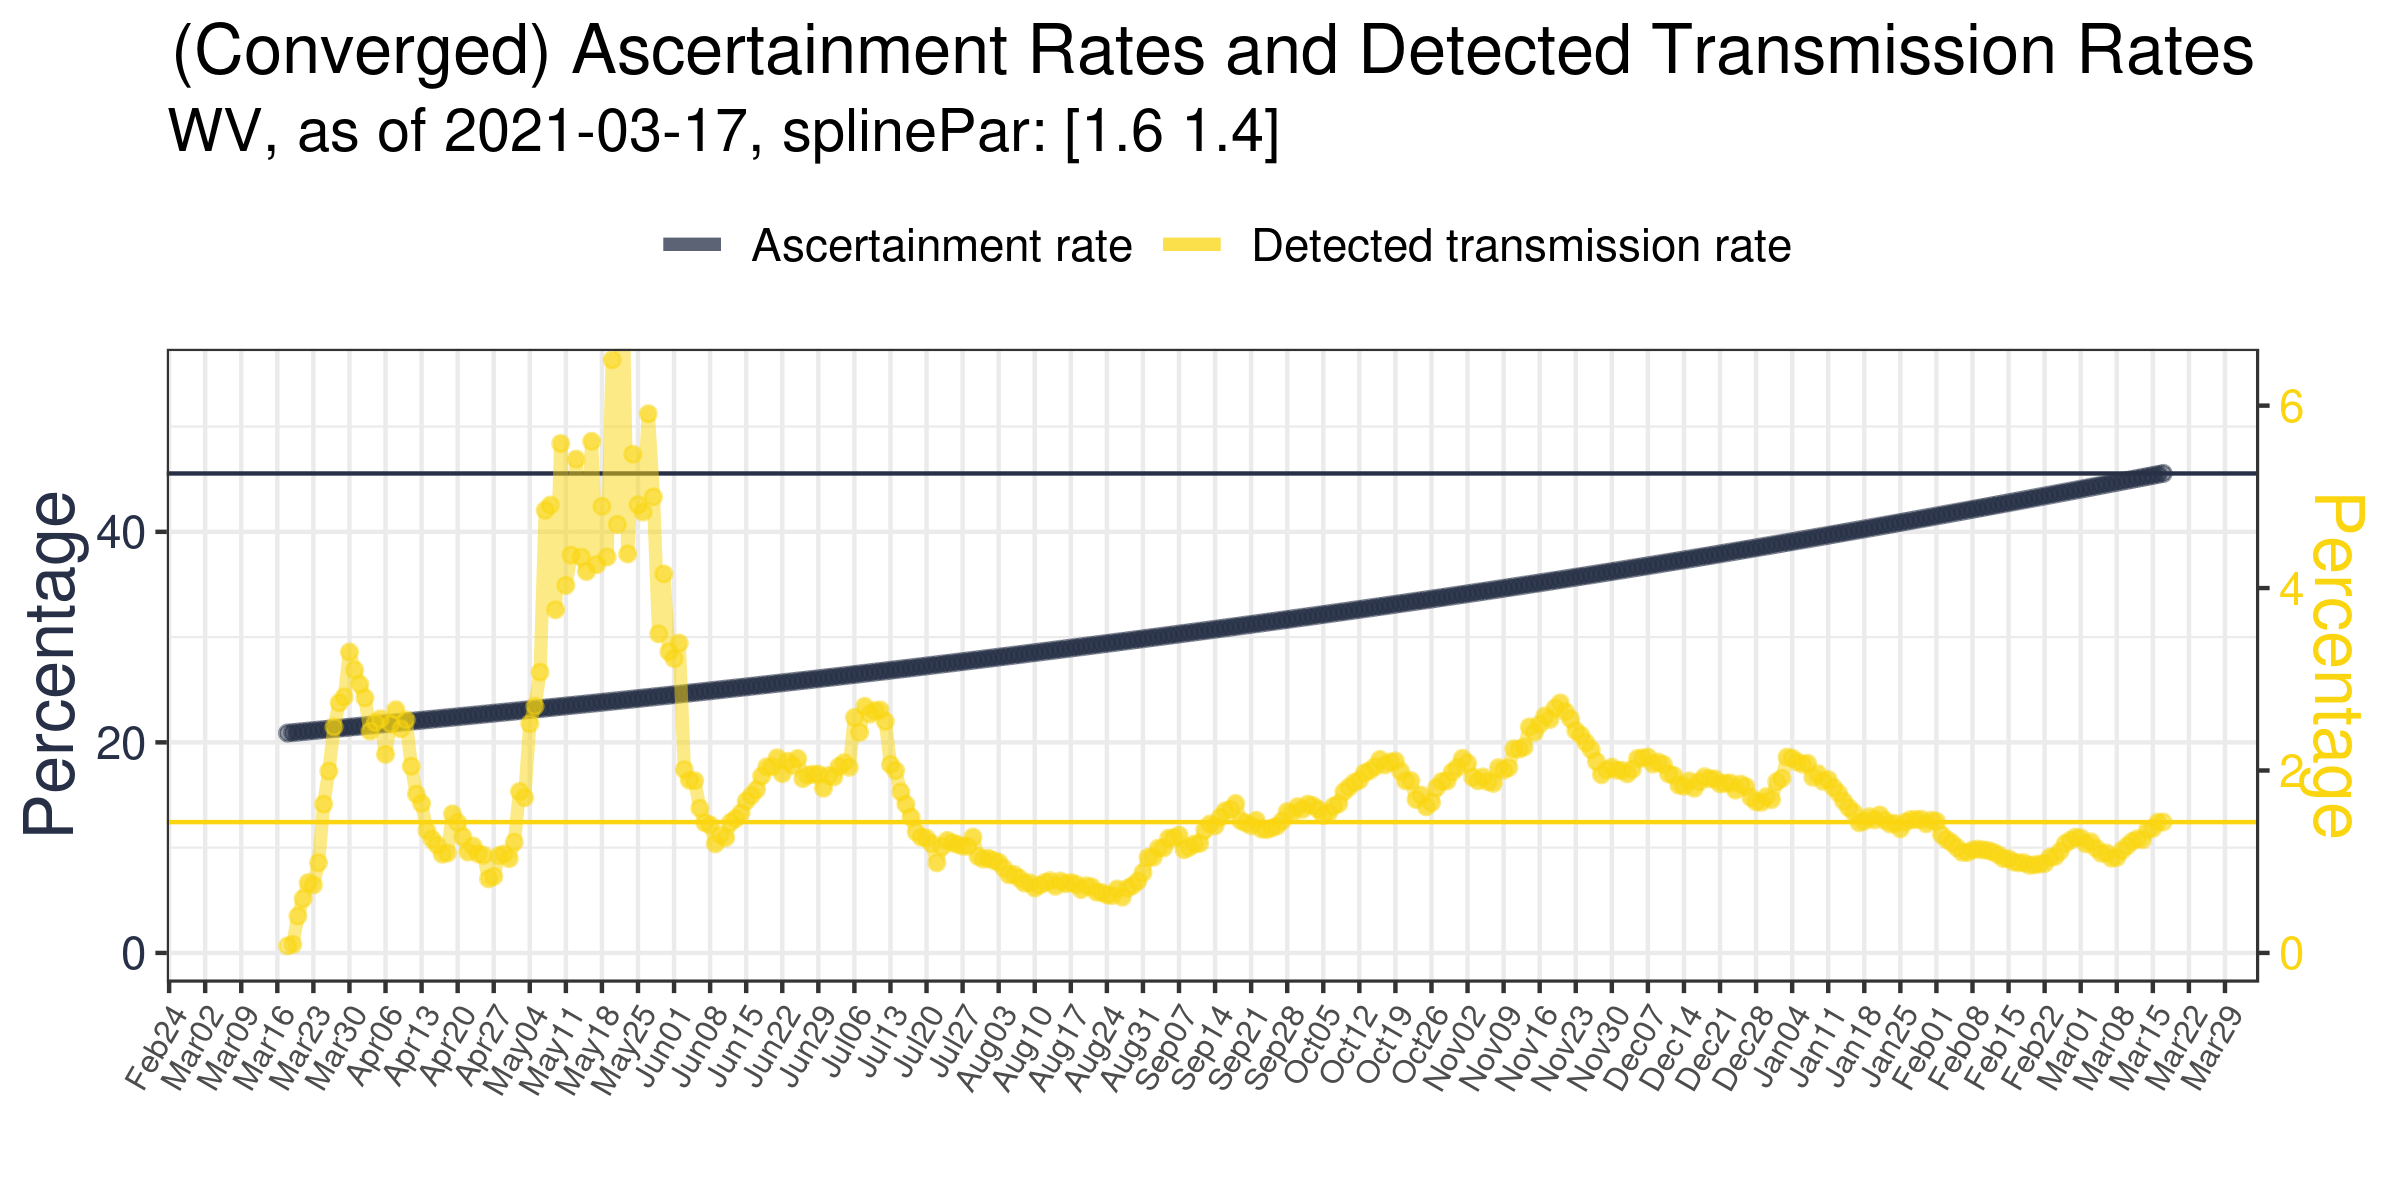 (Converged) Ascertainment Rates and Detected Transmission Rates
WV, as of 2021-03-17, splinePar: [1.6 1.4]
Ascertainment rate
Detected transmission rate
Percentage
40
20
0
6
4
2
0
Percentage
Feb24
Mar02
Mar09
Mar16
Mar23
Mar30
Apr06
Apr13
Apr20
Apr27
May04
May11
May18
May25
Jun01
Jun08
Jun15
Jun22
Jun29
Jul06
Jul13
Jul20
Jul27
Aug03
Aug10
Aug17
Aug24
Aug31
Sep07
Sep14
Sep21
Sep28
Oct05
Oct12
Oct19
Oct26
Nov02
Nov09
Nov16
Nov23
Nov30
Dec07
Dec14
Dec21
Dec28
Jan04
Jan11
Jan18
Jan25
Feb01
Feb08
Feb15
Feb22
Mar01
Mar08
Mar15
Mar22
Mar29